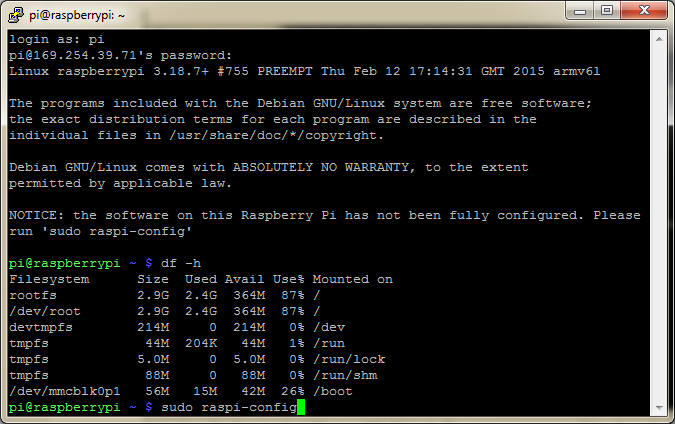 pi@raspberrypi: ~
login as: pi
pi@169.254.39.71's password:
Linux raspberrypi 3.18.7+ #755 PREEMPT Thu Feb 12 17:14:31 GMT 2015 armv6l
The programs included with the Debian GNU/Linux system are free software;
the exact distribution terms for each program are described in the
individual files in /usr/share/doc/*/copyright.
Debian GNU/Linux comes with ABSOLUTELY NO WARRANTY, to the extent
permitted by applicable law.
NOTICE: the software on this Raspberry Pi has not been fully configured. Please
run 'sudo raspi-config'
pi@raspberrypi ~ $ df -h
Filesystem      Size  Used Avail Use% Mounted on
rootfs          2.9G  2.4G  364M  87% /
/dev/root       2.9G  2.4G  364M  87% /
devtmpfs        214M     0  214M   0% /dev
tmpfs            44M  204K   44M   1% /run
tmpfs           5.0M     0  5.0M   0% /run/lock
tmpfs            88M     0   88M   0% /run/shm
/dev/mmcblk0p1   56M   15M   42M  26% /boot
pi@raspberrypi ~ $ sudo raspi-config